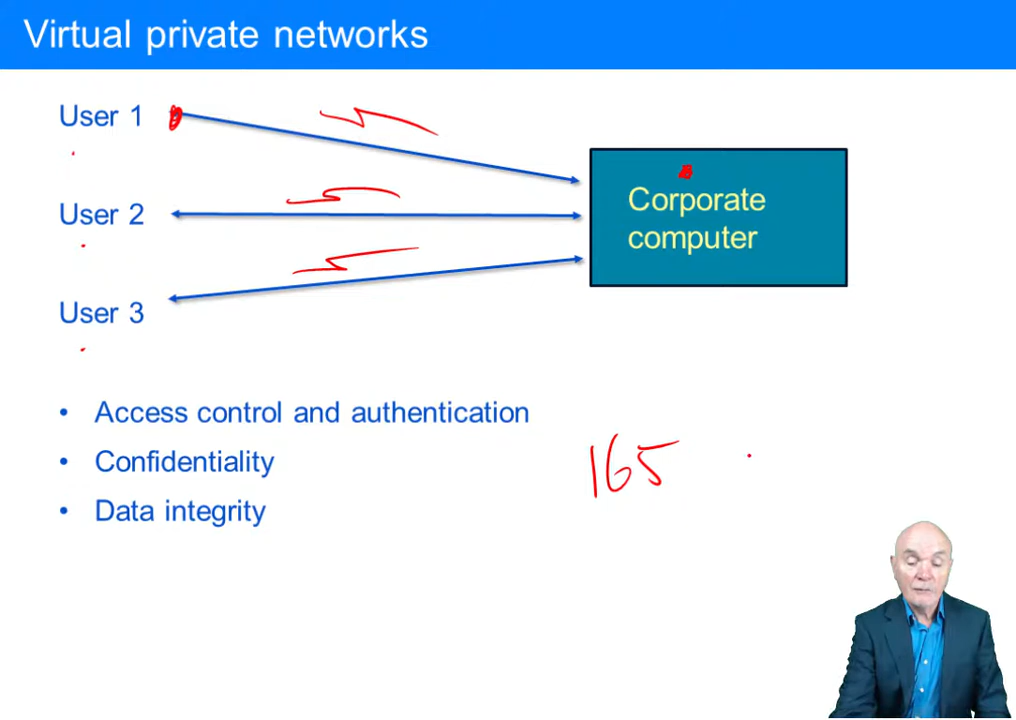 Virtual private networks
User 1
User 2
User 3
Corporate
computer
• Access control and authentication
• Confidentiality
• Data integrity
165